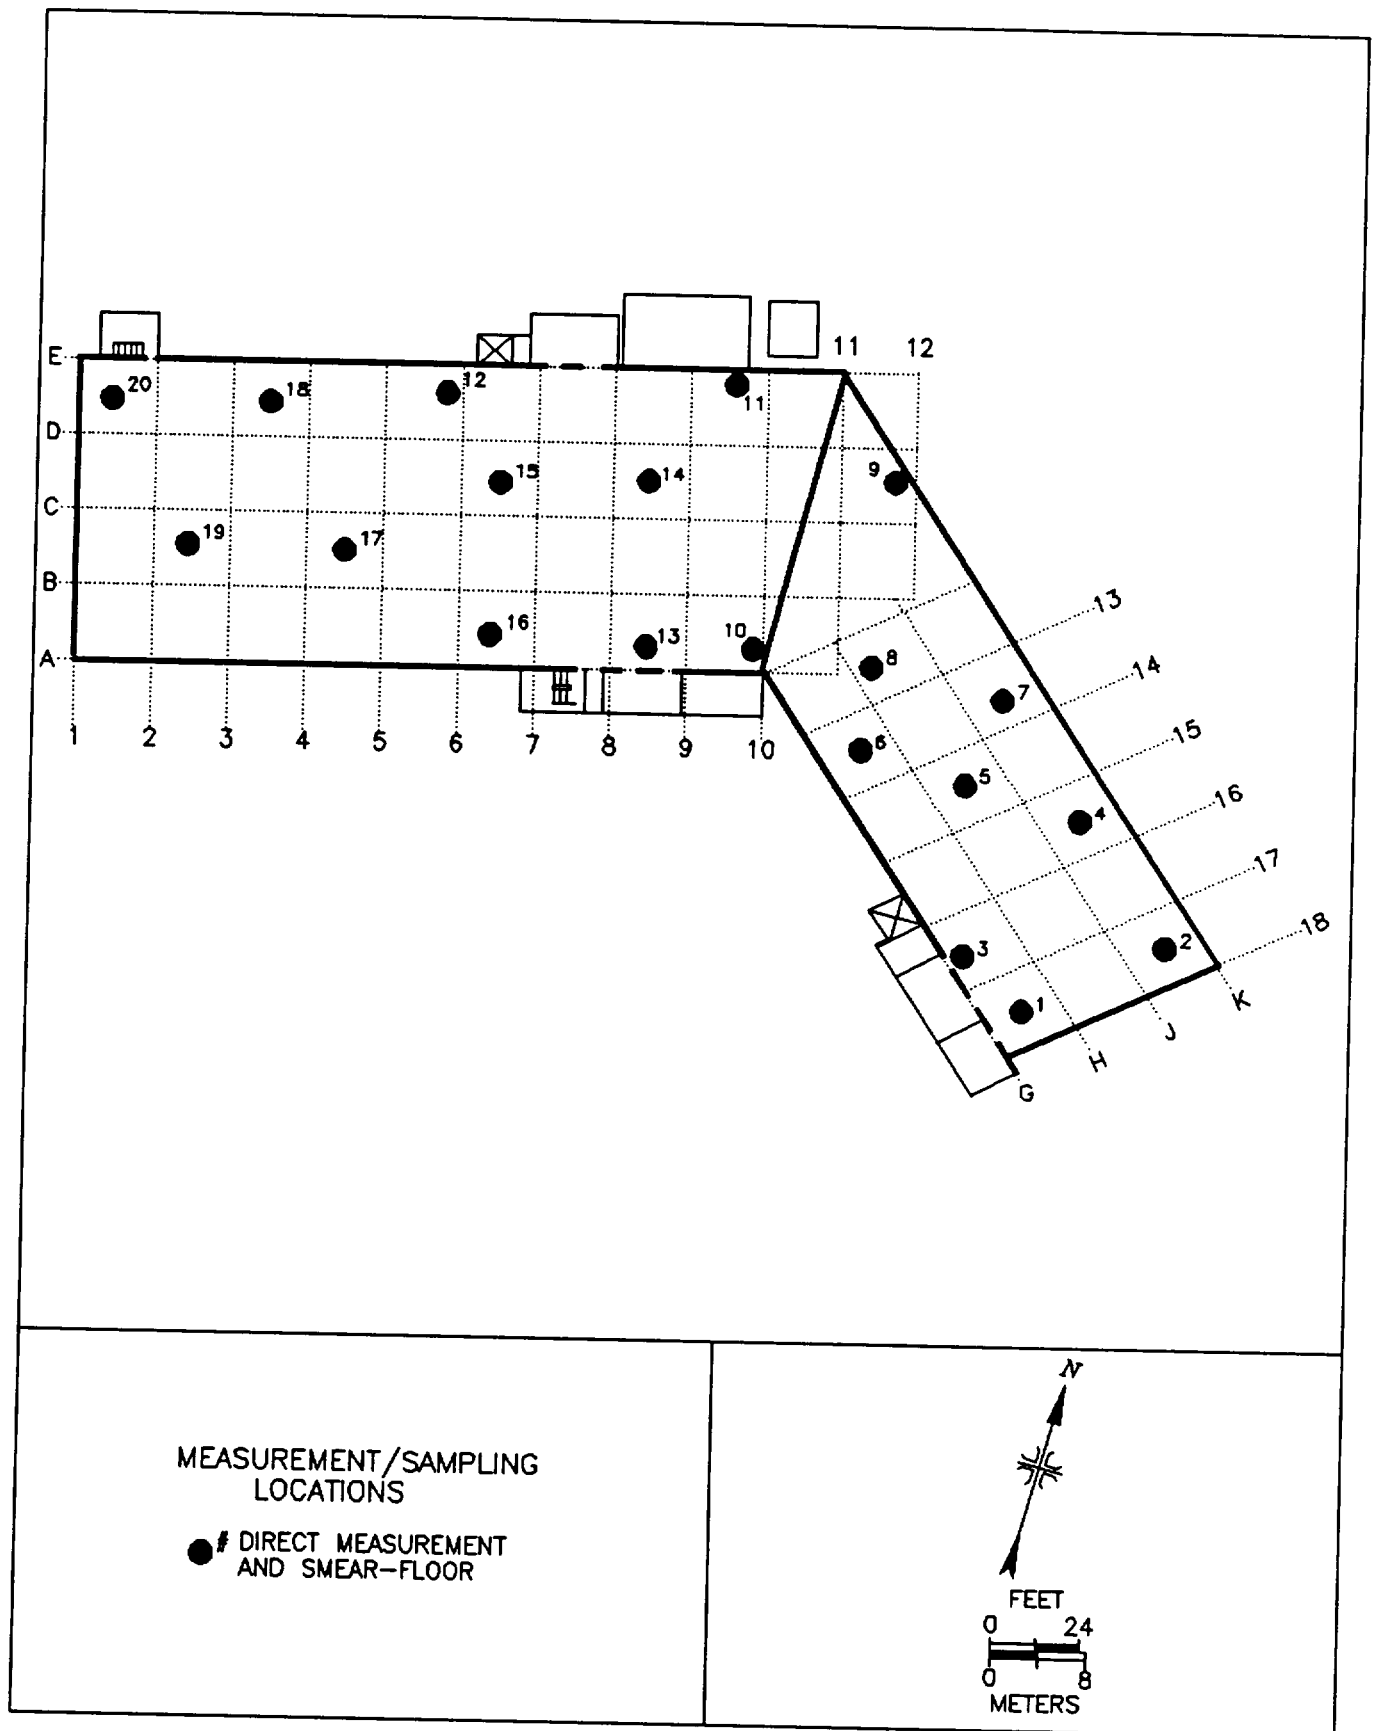 11 12
E
20 18 12 11
D
15 14 9
C
19 17
B
13
16 13 10 8
A
14
7
1 2 3 4 5 6 7 8 9 10
6
15
5
16
4
17
18
3 2
1
K
J
H
G
N
MEASUREMENT/SAMPLING
LOCATIONS
# DIRECT MEASUREMENT
AND SMEAR-FLOOR
FEET
0 24
0 8
METERS